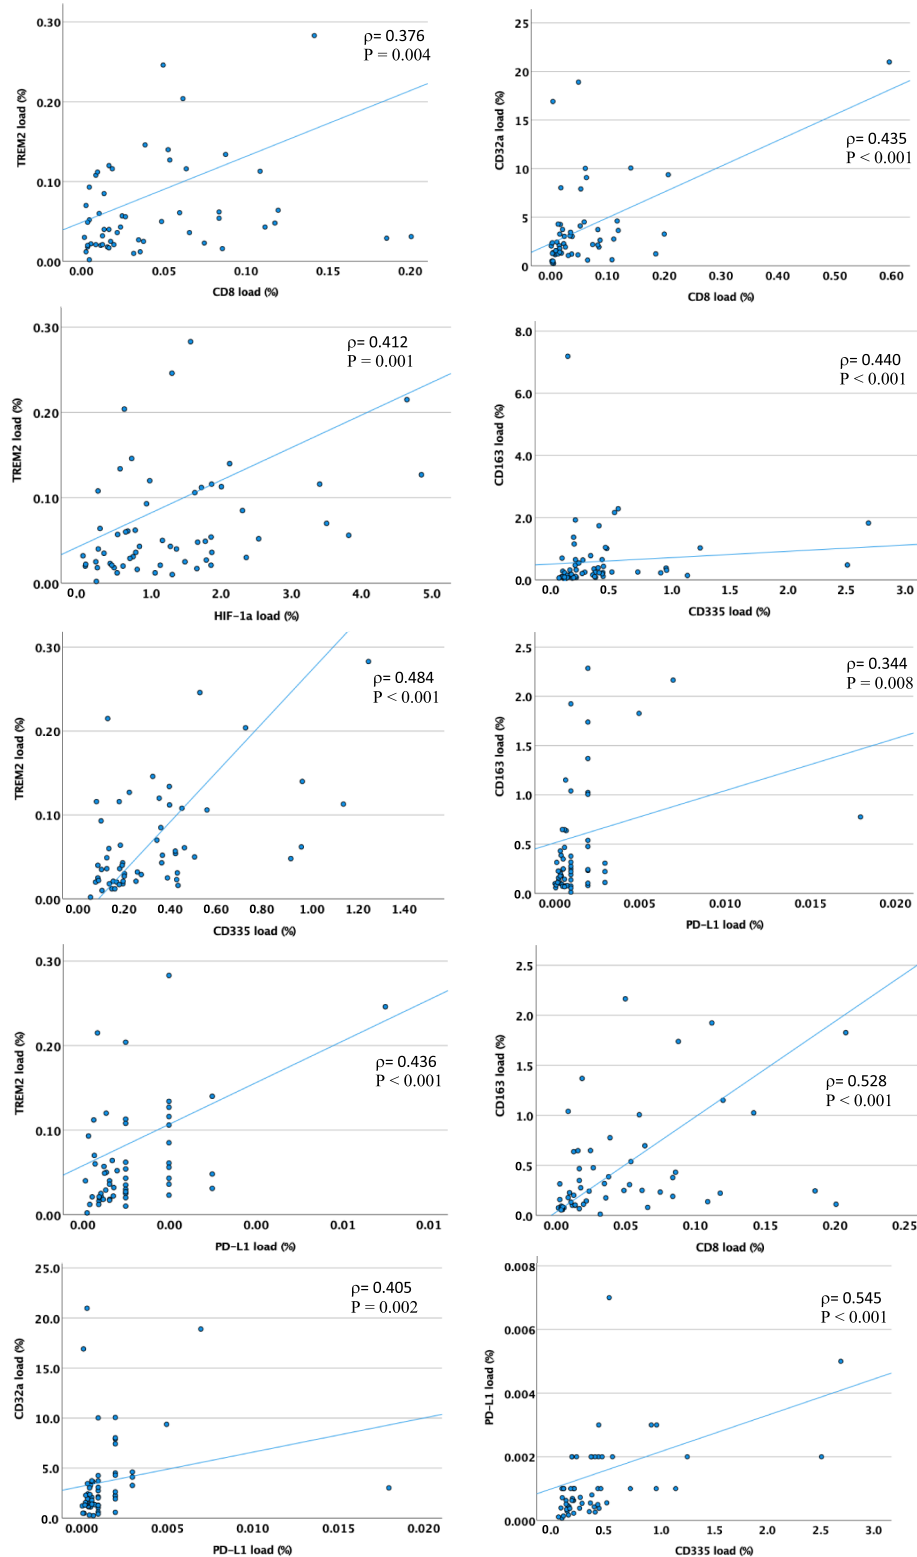 0.30
0.20
0.10
0.00
TREM2 load (%)
ρ= 0.376
P = 0.004
0.00 0.05 0.10 0.15 0.20
CD8 load (%)
25
20
15
10
5
0
CD32a load (%)
ρ= 0.435
P < 0.001
0.00 0.10 0.20 0.30 0.40 0.50 0.60
CD8 load (%)
0.30
0.20
0.10
0.00
TREM2 load (%)
ρ= 0.412
P = 0.001
0.0 1.0 2.0 3.0 4.0 5.0
HIF-1a load (%)
8.0
6.0
4.0
2.0
0.0
CD163 load (%)
ρ= 0.440
P < 0.001
0.0 0.5 1.0 1.5 2.0 2.5 3.0
CD335 load (%)
0.30
0.20
0.10
0.00
TREM2 load (%)
ρ= 0.484
P < 0.001
0.00 0.20 0.40 0.60 0.80 1.00 1.20 1.40
CD335 load (%)
2.5
2.0
1.5
1.0
0.5
0.0
CD163 load (%)
ρ= 0.344
P = 0.008
0.000 0.005 0.010 0.015 0.020
PD-L1 load (%)
0.30
0.20
0.10
0.00
TREM2 load (%)
ρ= 0.436
P < 0.001
0.00 0.00 0.00 0.01 0.01
PD-L1 load (%)
2.5
2.0
1.5
1.0
0.5
0.0
CD163 load (%)
ρ= 0.528
P < 0.001
0.00 0.05 0.10 0.15 0.20 0.25
CD8 load (%)
25.0
20.0
15.0
10.0
5.0
0.0
CD32a load (%)
ρ= 0.405
P = 0.002
0.000 0.005 0.010 0.015 0.020
PD-L1 load (%)
0.008
0.006
0.004
0.002
0.000
PD-L1 load (%)
ρ= 0.545
P < 0.001
0.0 0.5 1.0 1.5 2.0 2.5 3.0
CD335 load (%)